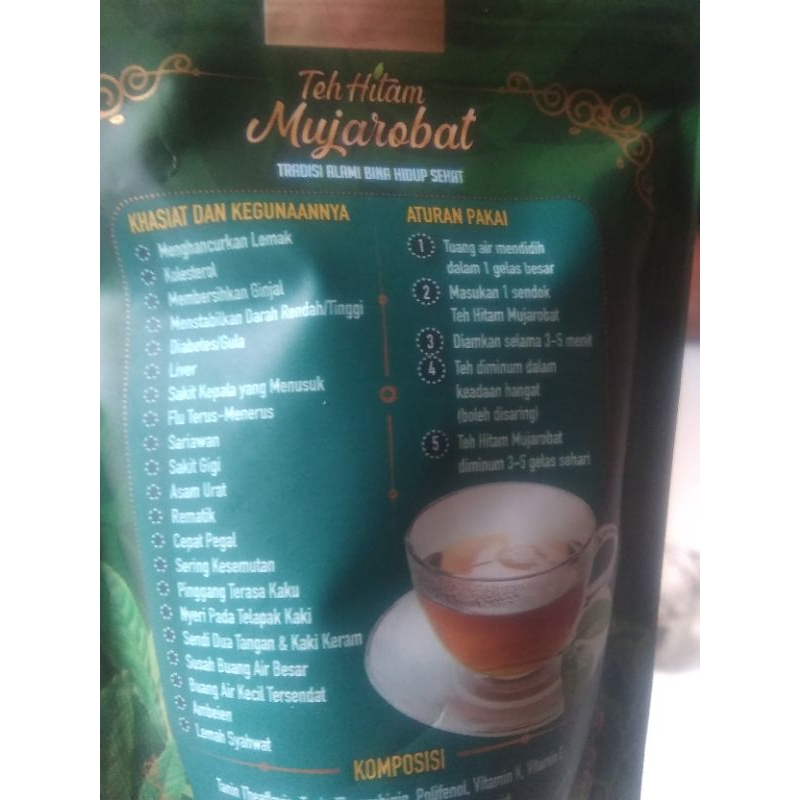 Teh Hitam
Mujarobat
TRADISI ALAMI BINA HIDUP SEHAT
KHASIAT DAN KEGUNAANNYA
Menghancurkan Lemak
Kolesterol
Membersihkan Ginjal
Menstabilkan Darah Rendah/Tinggi
Diabetes/Gula
Liver
Sakit Kepala yang Menusuk
Flu Terus-Menerus
Sariawan
Sakit Gigi
Asam Urat
Rematik
Cepat Pegal
Sering Kesemutan
Pinggang Terasa Kaku
Nyeri Pada Telapak Kaki
Sendi Dua Tangan & Kaki Keram
Susah Buang Air Besar
Buang Air Kecil Tersendat
Ambeien
Lemah Syahwat
ATURAN PAKAI
1 Tuang air mendidih
dalam 1 gelas besar
2 Masukan 1 sendok
Teh Hitam Mujarobat
3 Diamkan selama 3-5 menit
4 Teh diminum dalam
keadaan hangat
(boleh disaring)
5 Teh Hitam Mujarobat
diminum 3-5 gelas sehari
KOMPOSISI
Tanin Polifenol, Vitamin K, Vitamin